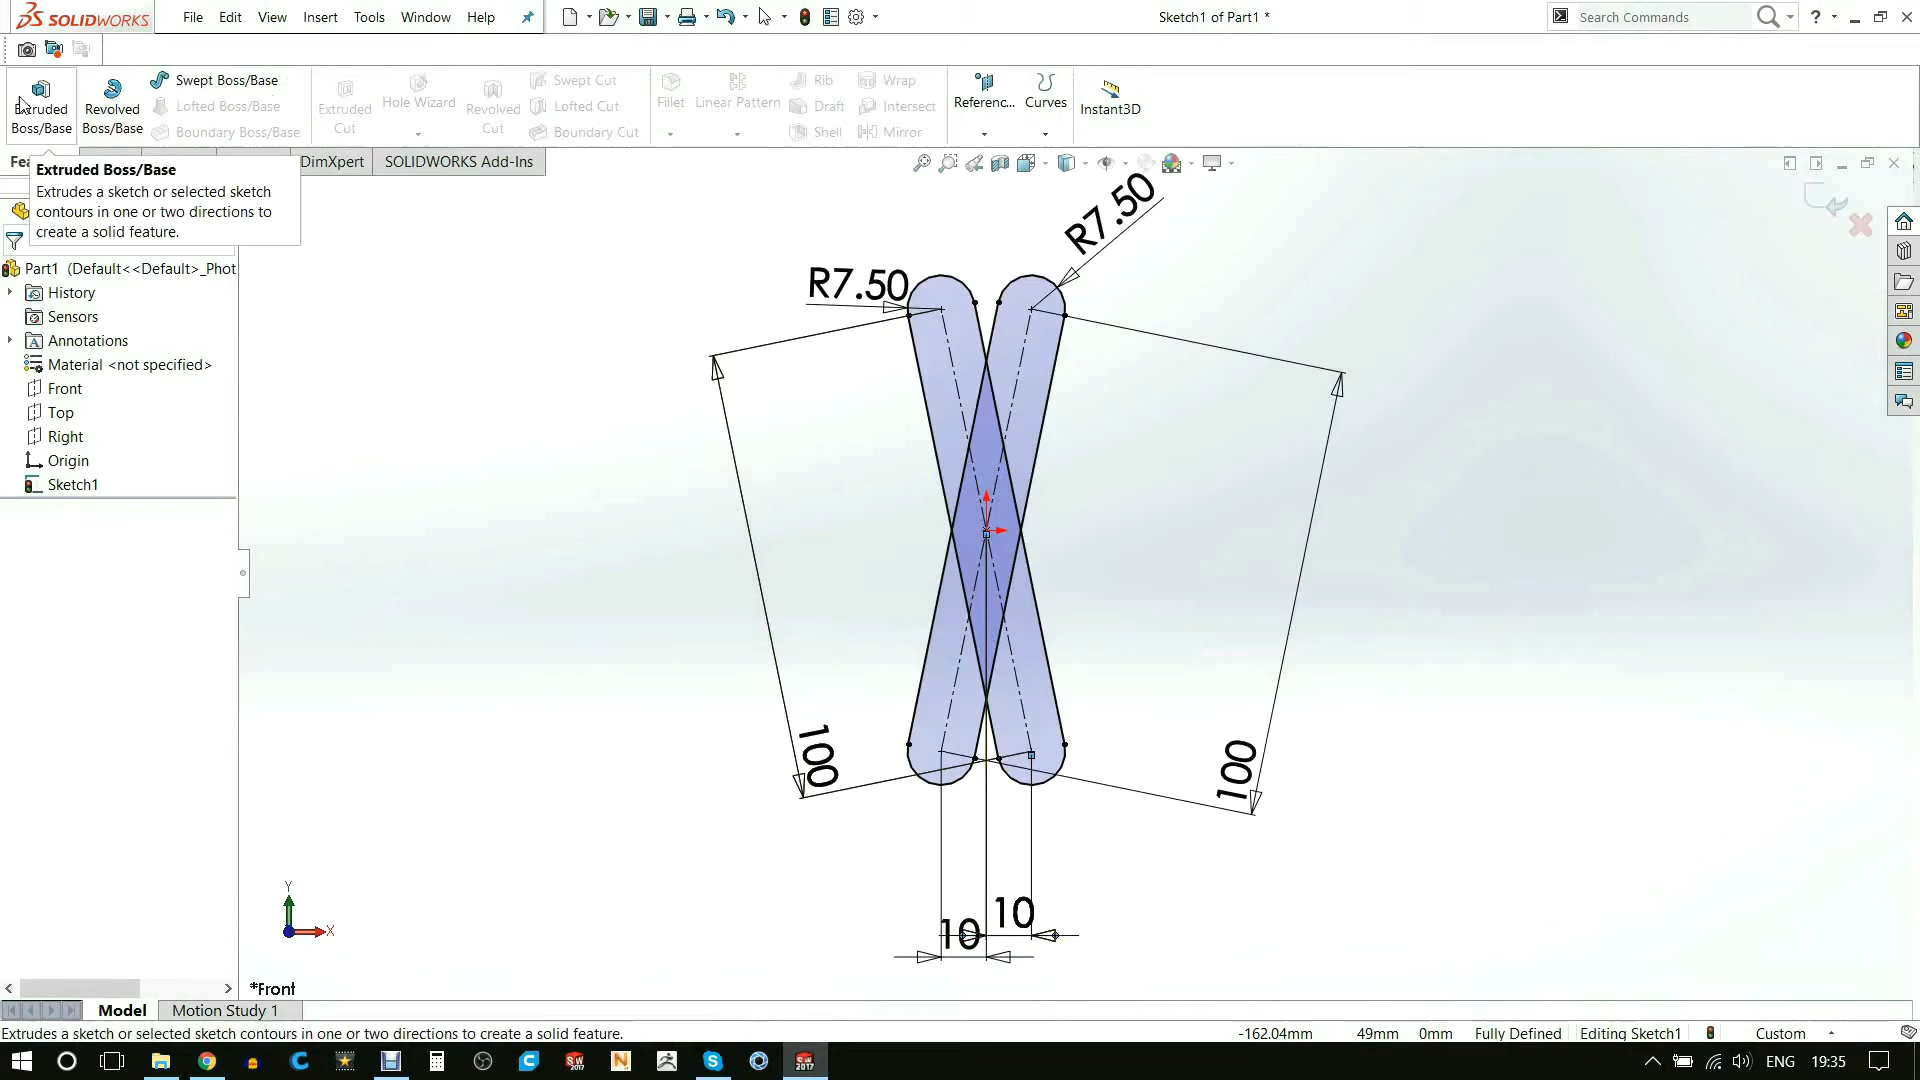 SOLIDWORKS File Edit View Insert Tools Window Help Sketch1 of Part1 * Search Commands ?
Extruded Boss/Base
Revolved Boss/Base
Swept Boss/Base
Lofted Boss/Base
Boundary Boss/Base
Extruded Cut
Hole Wizard
Revolved Cut
Swept Cut
Lofted Cut
Boundary Cut
Fillet
Linear Pattern
Rib
Draft
Shell
Wrap
Intersect
Mirror
Referenc...
Curves
Instant3D
Fea
DimXpert
SOLIDWORKS Add-Ins
Extruded Boss/Base
Extrudes a sketch or selected sketch
contours in one or two directions to
create a solid feature.
Part1 (Default<<Default>_Phot
History
Sensors
Annotations
Material <not specified>
Front
Top
Right
Origin
Sketch1
R7.50
R7.50
100
100
10
10
Y
X
*Front
Model Motion Study 1
Extrudes a sketch or selected sketch contours in one or two directions to create a solid feature. -162.04mm 49mm 0mm Fully Defined Editing Sketch1 Custom
ENG 19:35